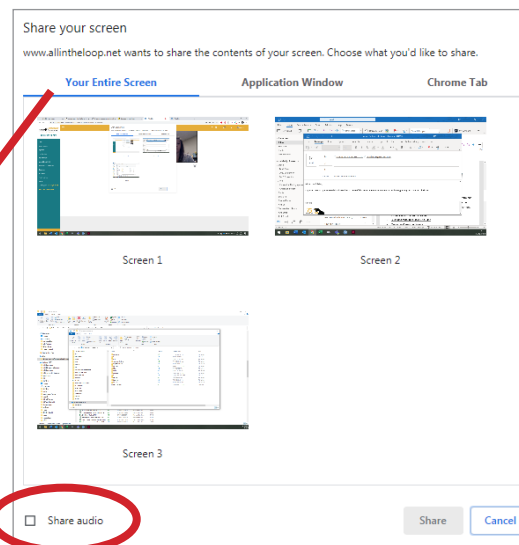 Share your screen
www.allintheloop.net wants to share the contents of your screen. Choose what you'd like to share.
Your Entire Screen Application Window Chrome Tab
Screen 1 Screen 2
Screen 3
Share audio Share Cancel